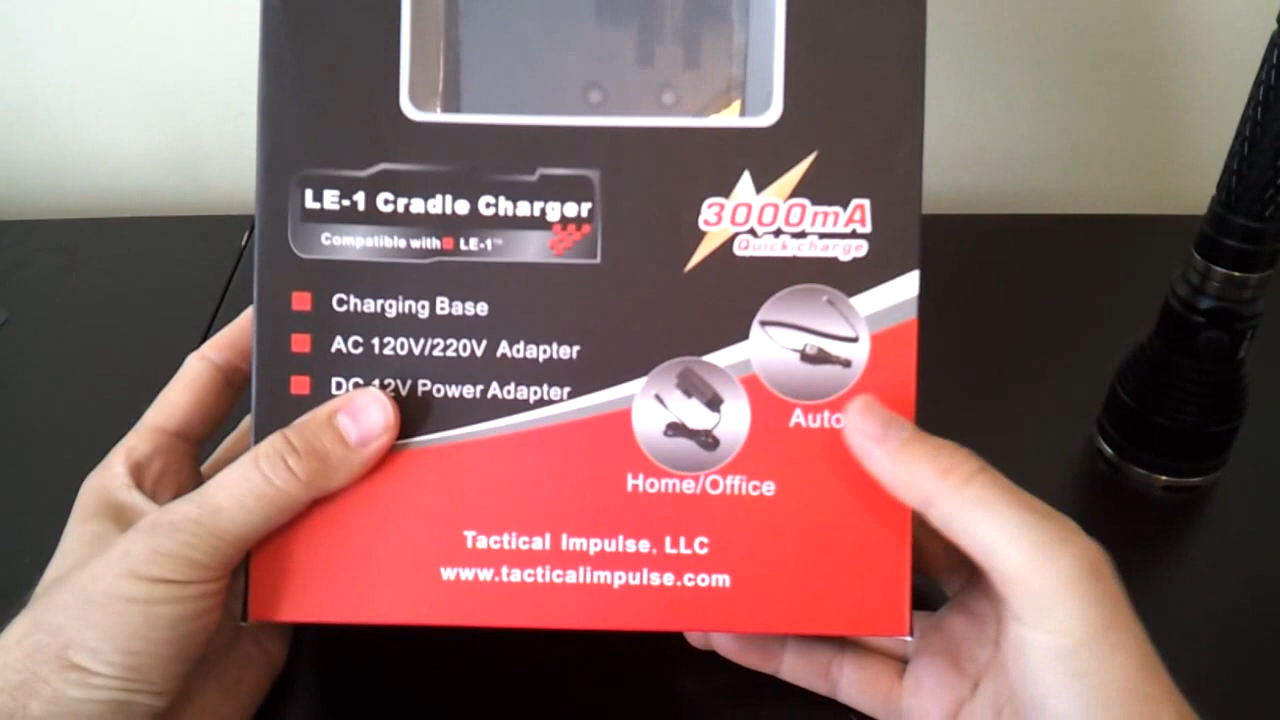 LE-1 Cradle Charger
Compatible with LE-1™
3000mA
Quick charge
Charging Base
AC 120V/220V Adapter
DC 12V Power Adapter
Auto
Home/Office
Tactical Impulse, LLC
www.tacticalimpulse.com